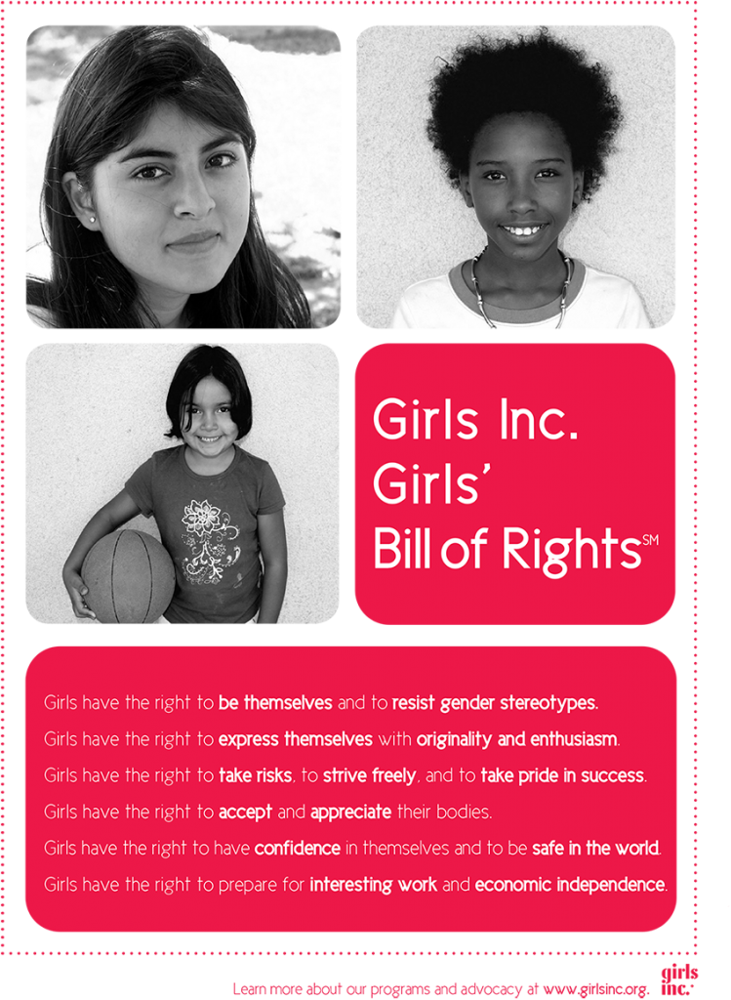 Girls Inc.
Girls’
Bill of Rights℠
Girls have the right to be themselves and to resist gender stereotypes.
Girls have the right to express themselves with originality and enthusiasm.
Girls have the right to take risks, to strive freely, and to take pride in success.
Girls have the right to accept and appreciate their bodies.
Girls have the right to have confidence in themselves and to be safe in the world.
Girls have the right to prepare for interesting work and economic independence.
Learn more about our programs and advocacy at www.girlsinc.org.
girls
inc.